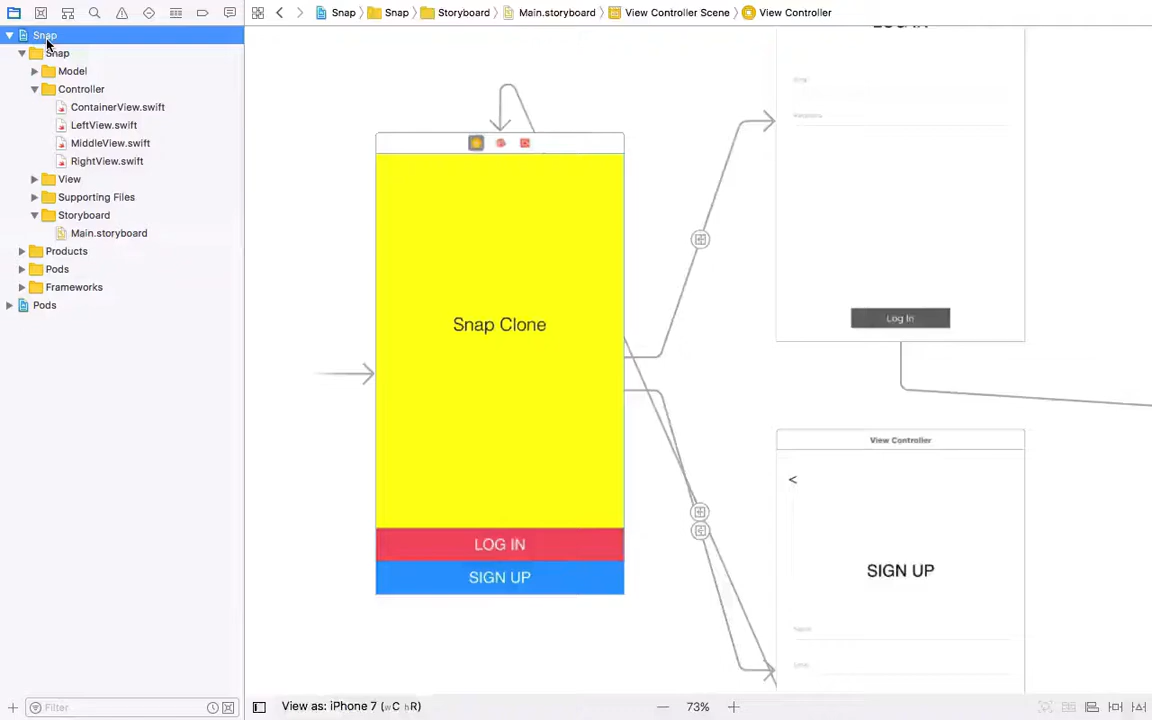 Snap > Snap > Storyboard > Main.storyboard > View Controller Scene > View Controller
Snap
Snap
Model
Controller
ContainerView.swift
LeftView.swift
MiddleView.swift
RightView.swift
View
Supporting Files
Storyboard
Main.storyboard
Products
Pods
Frameworks
Pods
Filter
Snap Clone
LOG IN
SIGN UP
Log In
View Controller
<
SIGN UP
View as: iPhone 7 (wC hR)
— 73% +